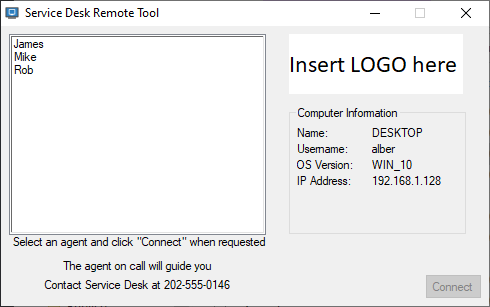 Service Desk Remote Tool
James
Mike
Rob
Insert LOGO here
Computer Information
Name: DESKTOP
Username: alber
OS Version: WIN_10
IP Address: 192.168.1.128
Select an agent and click "Connect" when requested
The agent on call will guide you
Contact Service Desk at 202-555-0146
Connect